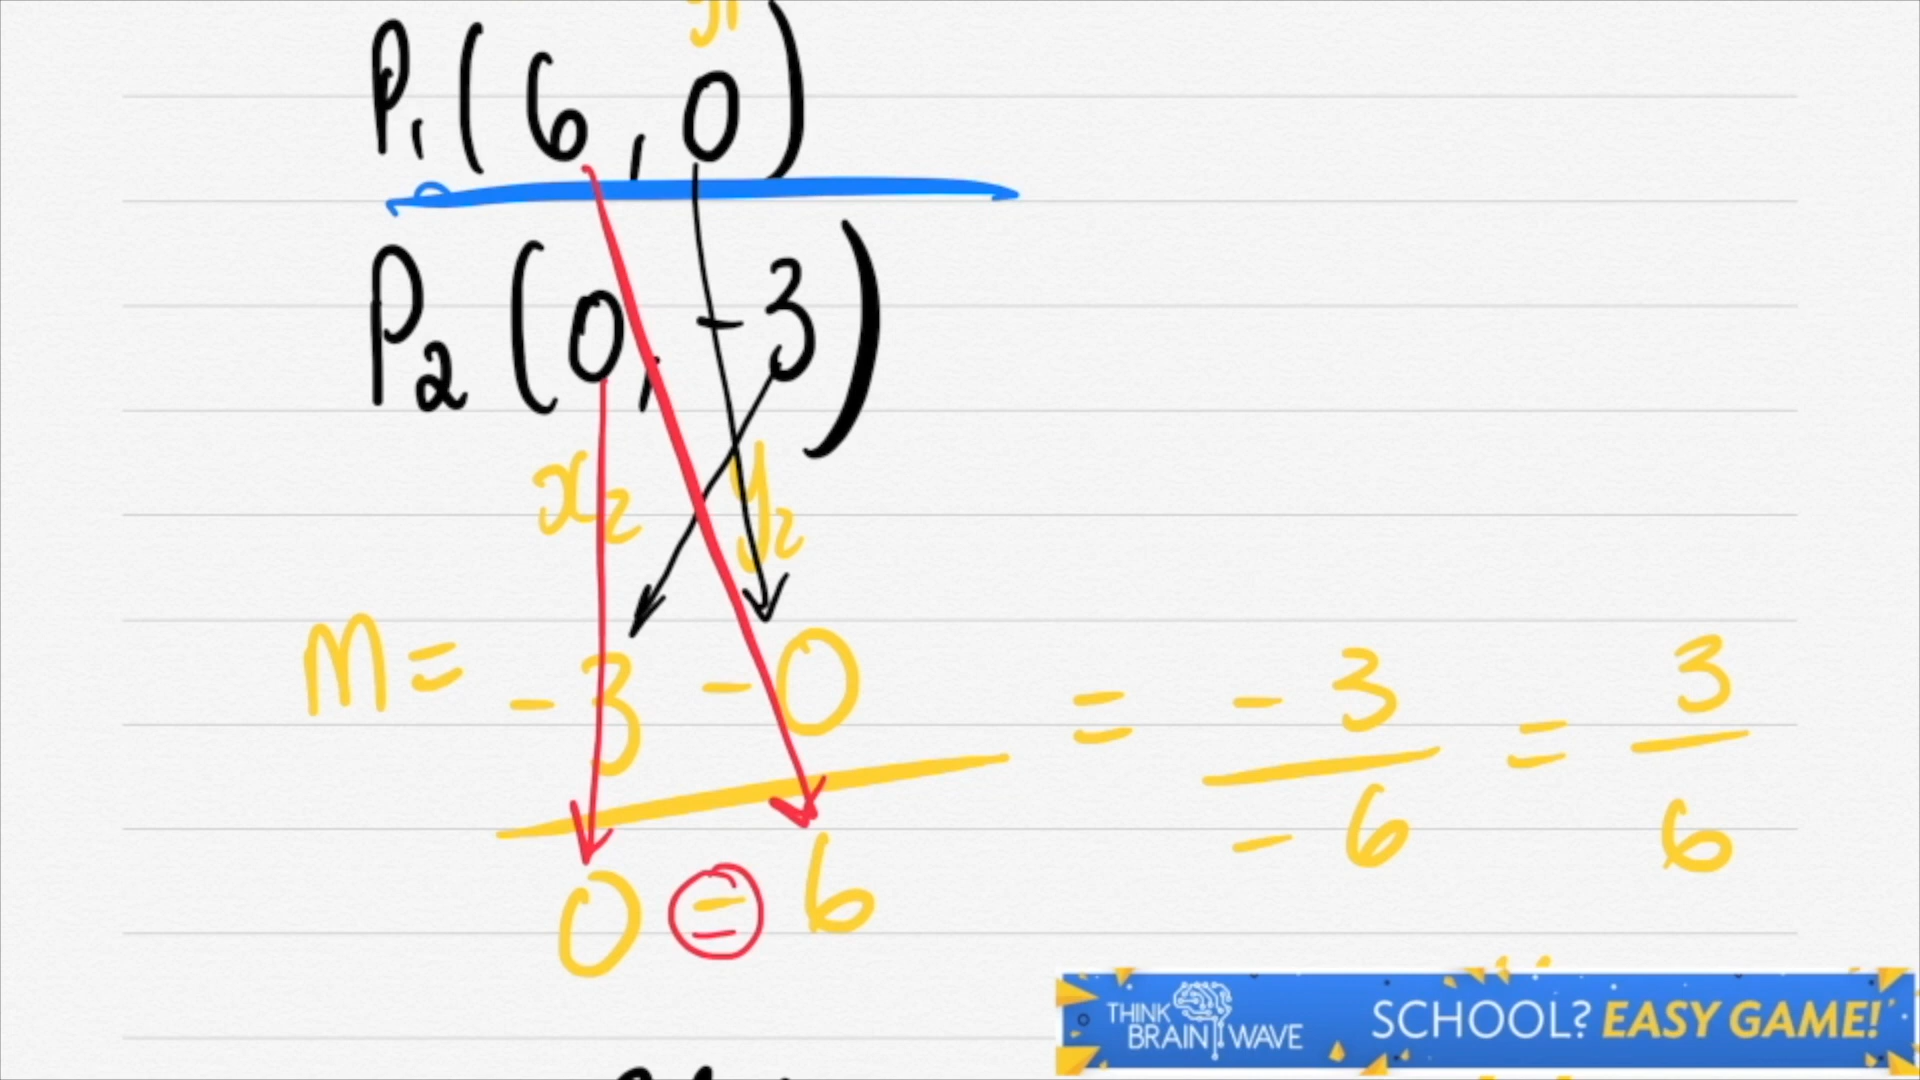 y1
P1 ( 6 , 0 )
P2 ( 0 , -3 )
x2 y2
m = -3 - 0 = -3 = 3
0 - 6 -6 6
THINK BRAIN WAVE SCHOOL? EASY GAME!